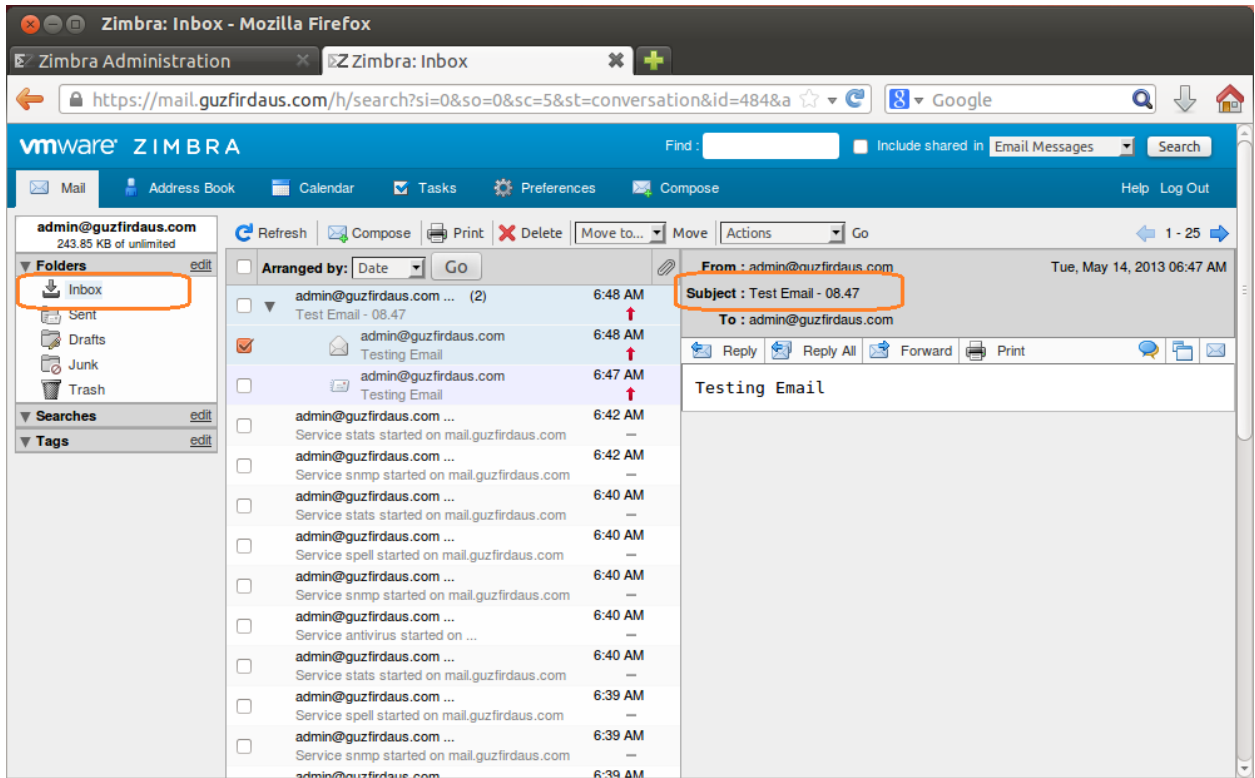 Zimbra: Inbox - Mozilla Firefox
Zimbra Administration
Zimbra: Inbox
https://mail.guzfirdaus.com/h/search?si=0&so=0&sc=5&st=conversation&id=484&a
Google
vmware ZIMBRA
Find :
Include shared in
Email Messages
Search
Mail
Address Book
Calendar
Tasks
Preferences
Compose
Help
Log Out
admin@guzfirdaus.com
243.85 KB of unlimited
Folders
edit
Inbox
Sent
Drafts
Junk
Trash
Searches
edit
Tags
edit
Refresh
Compose
Print
Delete
Move to...
Move
Actions
Go
1 - 25
Arranged by:
Date
Go
admin@guzfirdaus.com ... (2) 6:48 AM
Test Email - 08.47
admin@guzfirdaus.com 6:48 AM
Testing Email
admin@guzfirdaus.com 6:47 AM
Testing Email
admin@guzfirdaus.com ... 6:42 AM
Service stats started on mail.guzfirdaus.com
admin@guzfirdaus.com ... 6:42 AM
Service snmp started on mail.guzfirdaus.com
admin@guzfirdaus.com ... 6:40 AM
Service stats started on mail.guzfirdaus.com
admin@guzfirdaus.com ... 6:40 AM
Service spell started on mail.guzfirdaus.com
admin@guzfirdaus.com ... 6:40 AM
Service snmp started on mail.guzfirdaus.com
admin@guzfirdaus.com ... 6:40 AM
Service antivirus started on ...
admin@guzfirdaus.com ... 6:40 AM
Service stats started on mail.guzfirdaus.com
admin@guzfirdaus.com ... 6:39 AM
Service spell started on mail.guzfirdaus.com
admin@guzfirdaus.com ... 6:39 AM
Service snmp started on mail.guzfirdaus.com
admin@guzfirdaus.com 6:39 AM
From : admin@guzfirdaus.com
Tue, May 14, 2013 06:47 AM
Subject : Test Email - 08.47
To : admin@guzfirdaus.com
Reply
Reply All
Forward
Print
Testing Email